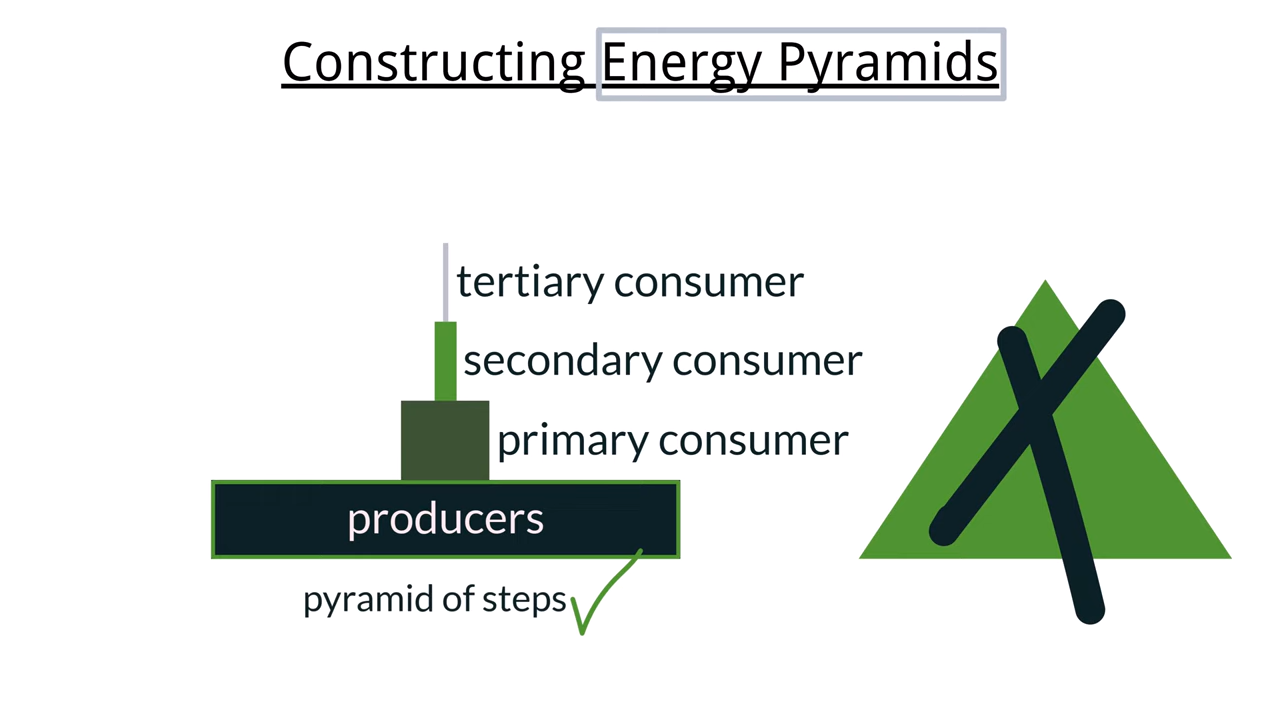 Constructing Energy Pyramids
tertiary consumer
secondary consumer
primary consumer
producers
pyramid of steps